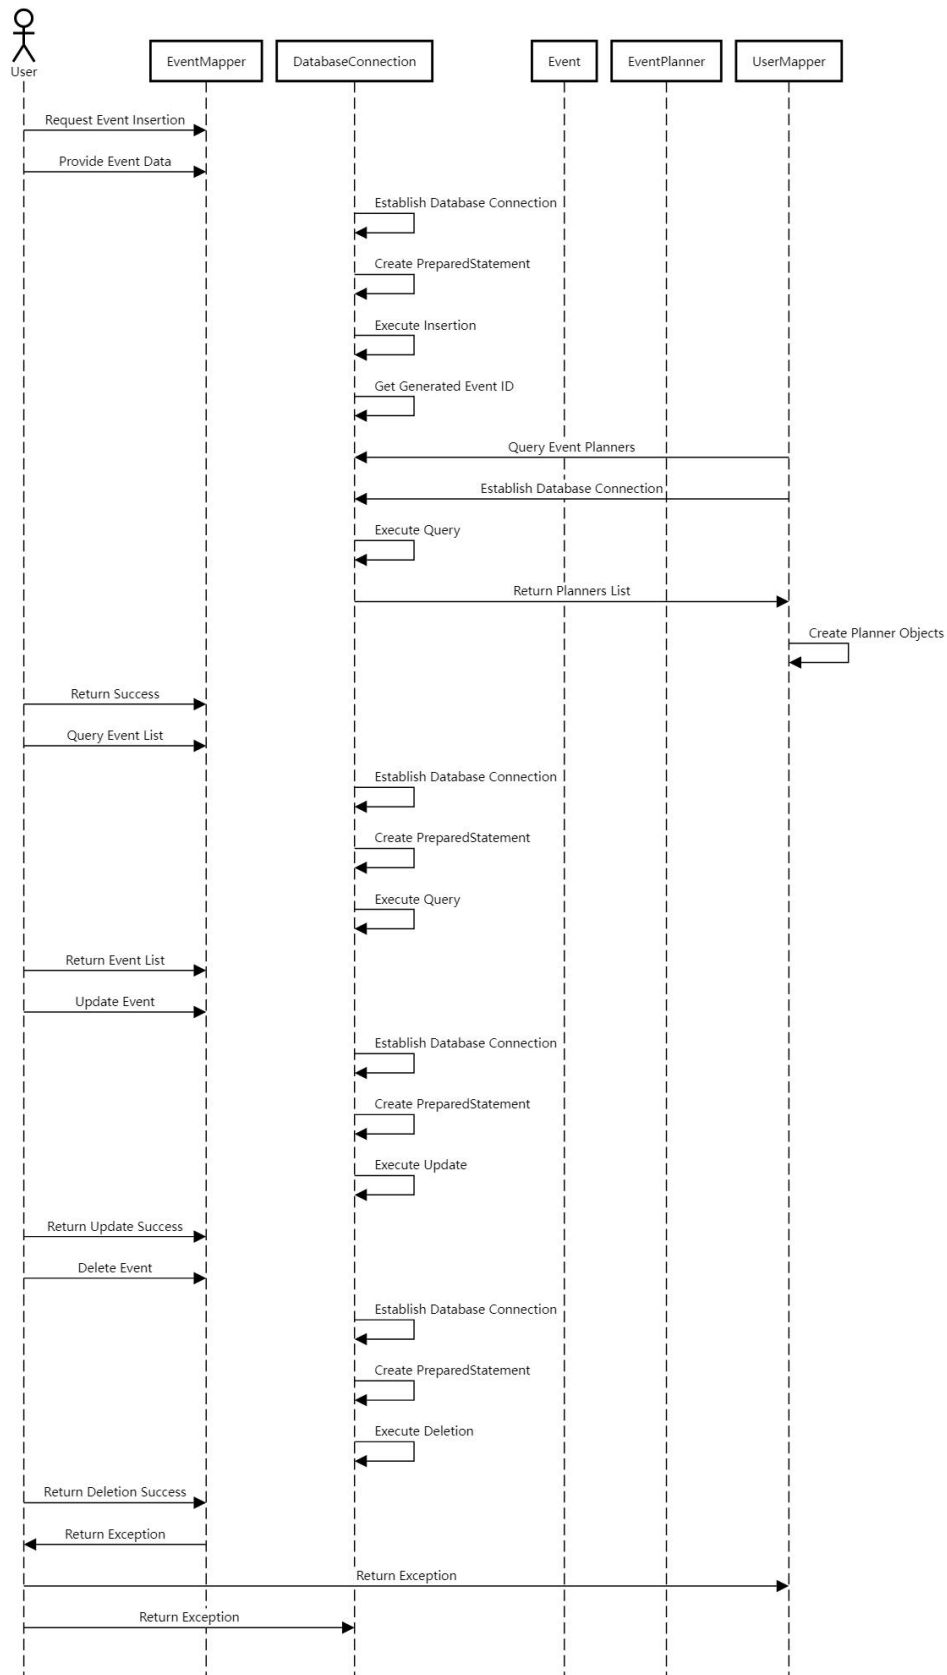 User
EventMapper
DatabaseConnection
Event
EventPlanner
UserMapper
Request Event Insertion
Provide Event Data
Establish Database Connection
Create PreparedStatement
Execute Insertion
Get Generated Event ID
Query Event Planners
Establish Database Connection
Execute Query
Return Planners List
Create Planner Objects
Return Success
Query Event List
Establish Database Connection
Create PreparedStatement
Execute Query
Return Event List
Update Event
Establish Database Connection
Create PreparedStatement
Execute Update
Return Update Success
Delete Event
Establish Database Connection
Create PreparedStatement
Execute Deletion
Return Deletion Success
Return Exception
Return Exception
Return Exception